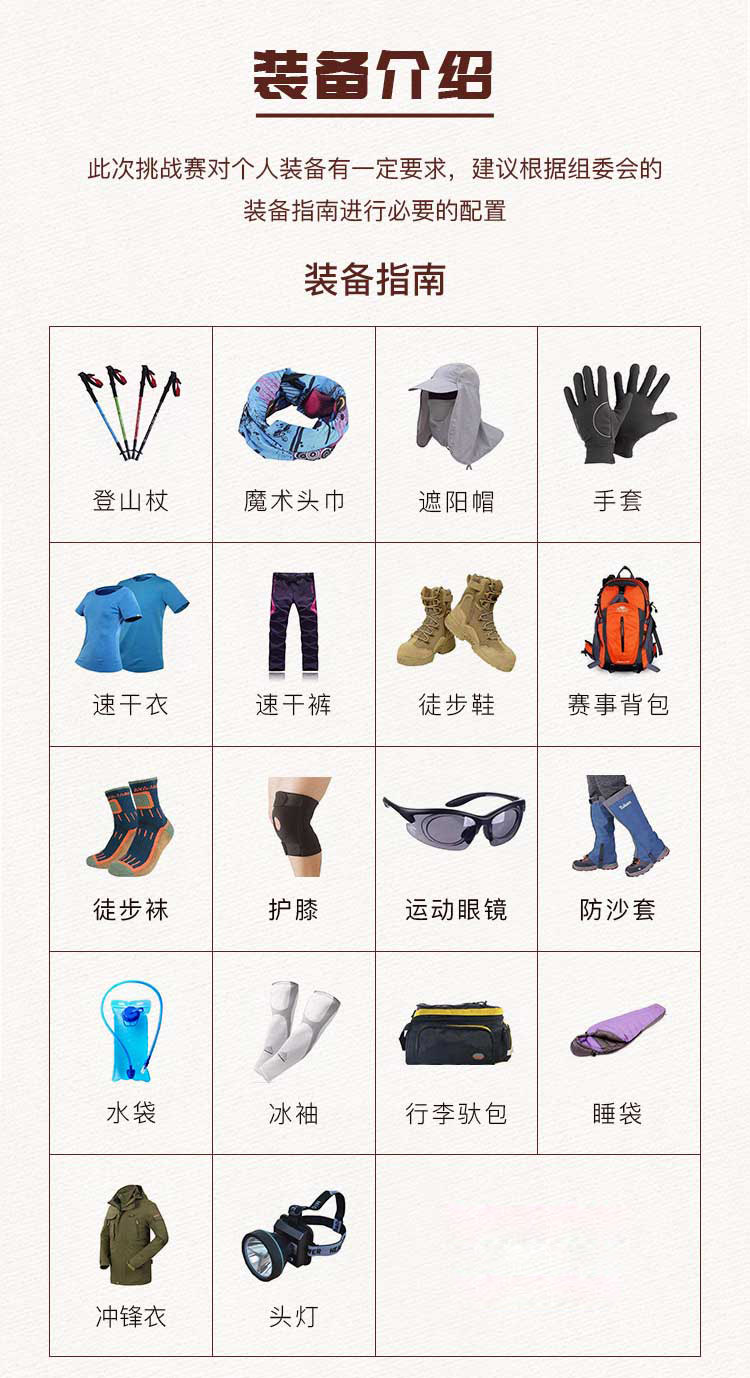 装备介绍
此次挑战赛对个人装备有一定要求，建议根据组委会的
装备指南进行必要的配置
装备指南
登山杖
魔术头巾
遮阳帽
手套
速干衣
速干裤
徒步鞋
赛事背包
徒步袜
护膝
运动眼镜
防沙套
水袋
冰袖
行李驮包
睡袋
冲锋衣
头灯